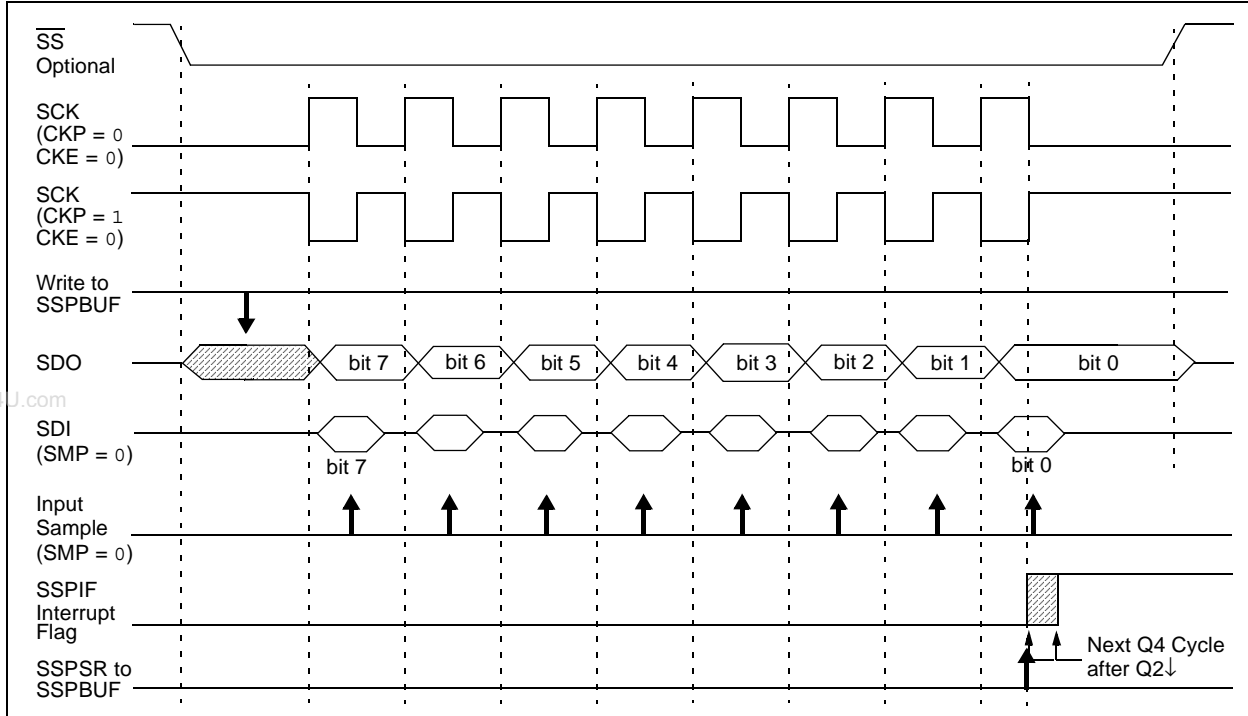 SS
Optional
SCK
(CKP = 0
CKE = 0)
SCK
(CKP = 1
CKE = 0)
Write to
SSPBUF
SDO
bit 7
bit 6
bit 5
bit 4
bit 3
bit 2
bit 1
bit 0
4U.com
SDI
(SMP = 0)
bit 7
bit 0
Input
Sample
(SMP = 0)
SSPIF
Interrupt
Flag
Next Q4 Cycle
after Q2↓
SSPSR to
SSPBUF